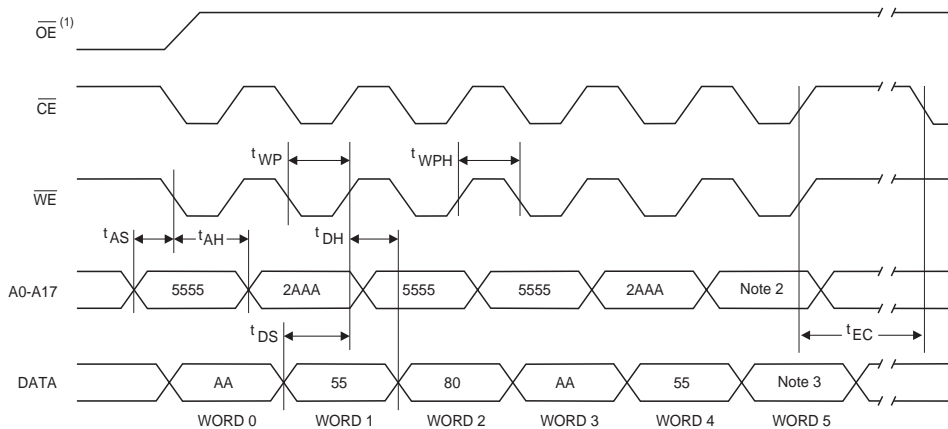 OE (1)
CE
t WP
t WPH
WE
t AS
t AH
t DH
A0-A17
5555 2AAA 5555 5555 2AAA Note 2
t DS
t EC
DATA
AA 55 80 AA 55 Note 3
WORD 0 WORD 1 WORD 2 WORD 3 WORD 4 WORD 5